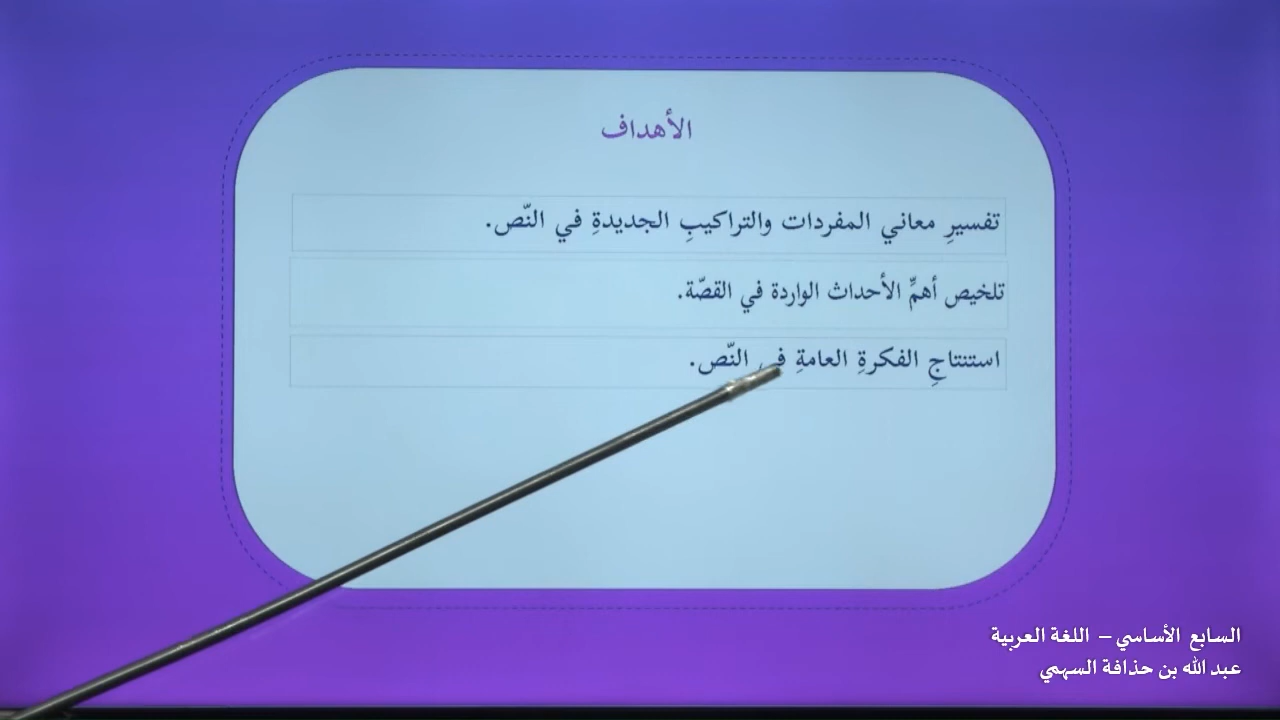 الأهداف
تفسيرِ معاني المفردات والتراكيبِ الجديدةِ في النّص.
تلخيص أهمِّ الأحداث الواردة في القصّة.
استنتاجِ الفكرةِ العامةِ في النّص.
السابع الأساسي – اللغة العربية
عبد الله بن حذافة السهمي